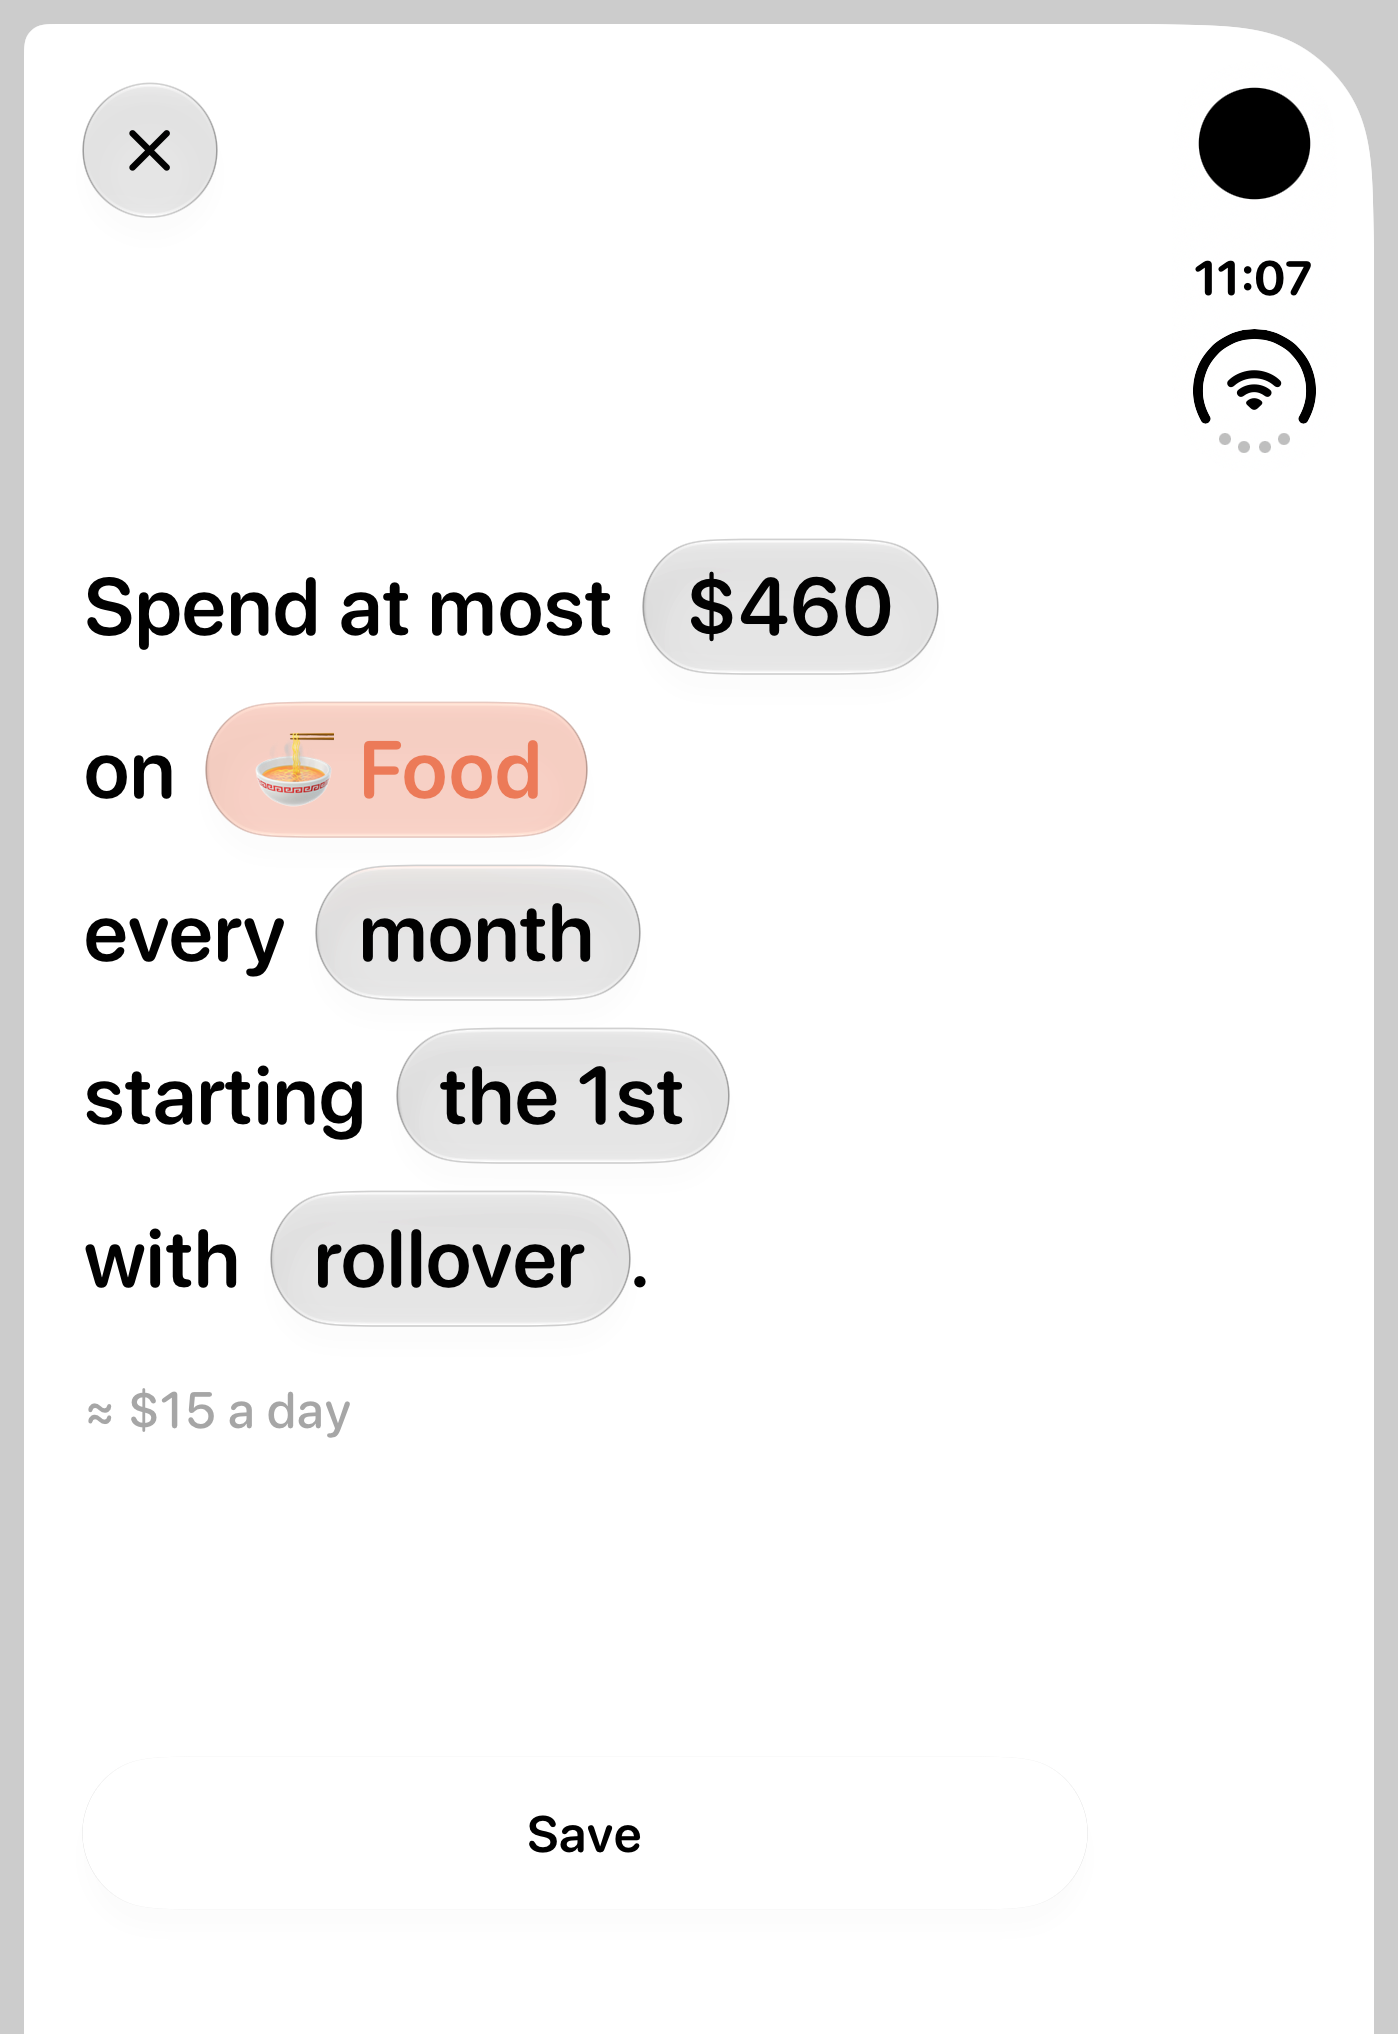 11:07
Spend at most $460
on 🍜 Food
every month
starting the 1st
with rollover.
≈ $15 a day
Save